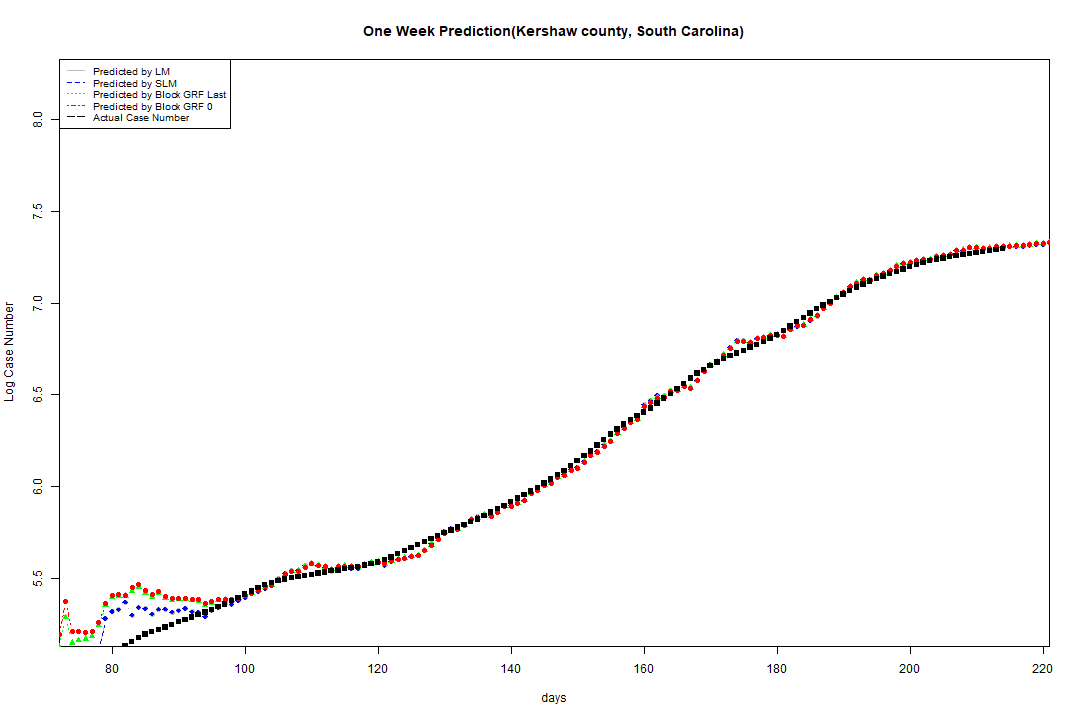 One Week Prediction(Kershaw county, South Carolina)
Predicted by LM
Predicted by SLM
Predicted by Block GRF Last
Predicted by Block GRF 0
Actual Case Number
8.0
7.5
7.0
6.5
6.0
5.5
Log Case Number
80 100 120 140 160 180 200 220
days